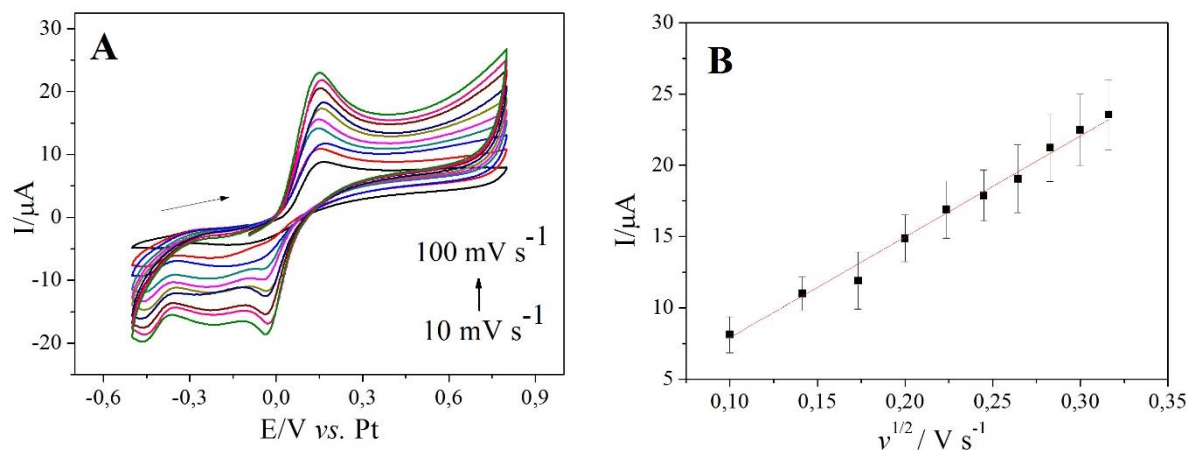 A
I/µA
30
20
10
0
-10
-20
-0,6 -0,3 0,0 0,3 0,6 0,9
E/V vs. Pt
100 mV s-1
10 mV s-1
B
I/µA
30
25
20
15
10
5
0,10 0,15 0,20 0,25 0,30 0,35
v1/2 / V s-1